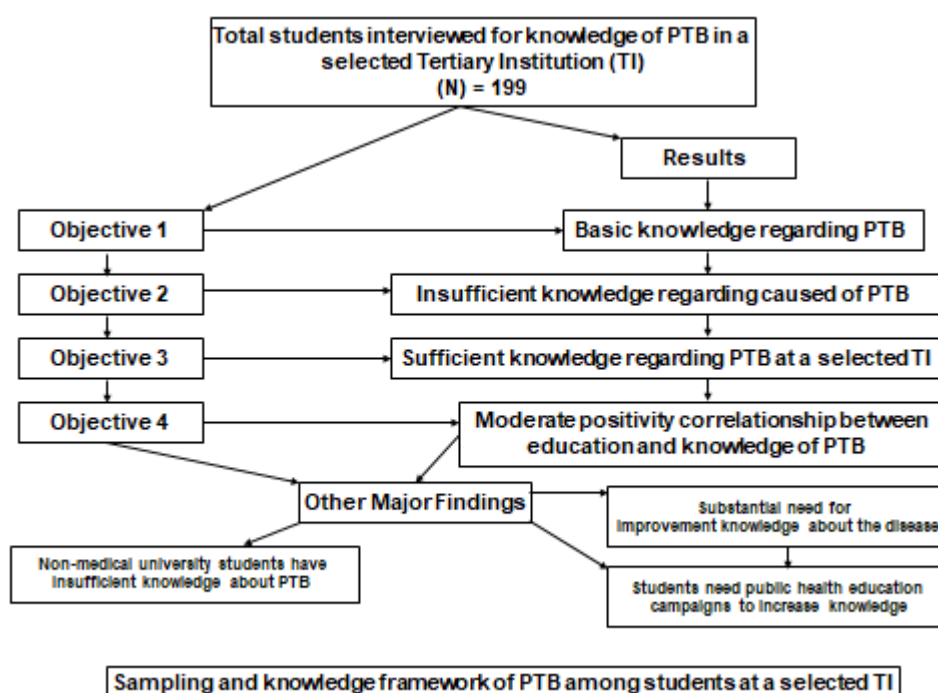 Total students interviewed for knowledge of PTB in a
selected Tertiary Institution (TI)
(N) = 199
Results
Objective 1
Basic knowledge regarding PTB
Objective 2
Insufficient knowledge regarding caused of PTB
Objective 3
Sufficient knowledge regarding PTB at a selected TI
Objective 4
Moderate positivity correlationship between
education and knowledge of PTB
Other Major Findings
Substantial need for
improvement knowledge about the disease
Non-medical university students have
insufficient knowledge about PTB
Students need public health education
campaigns to increase knowledge
Sampling and knowledge framework of PTB among students at a selected TI